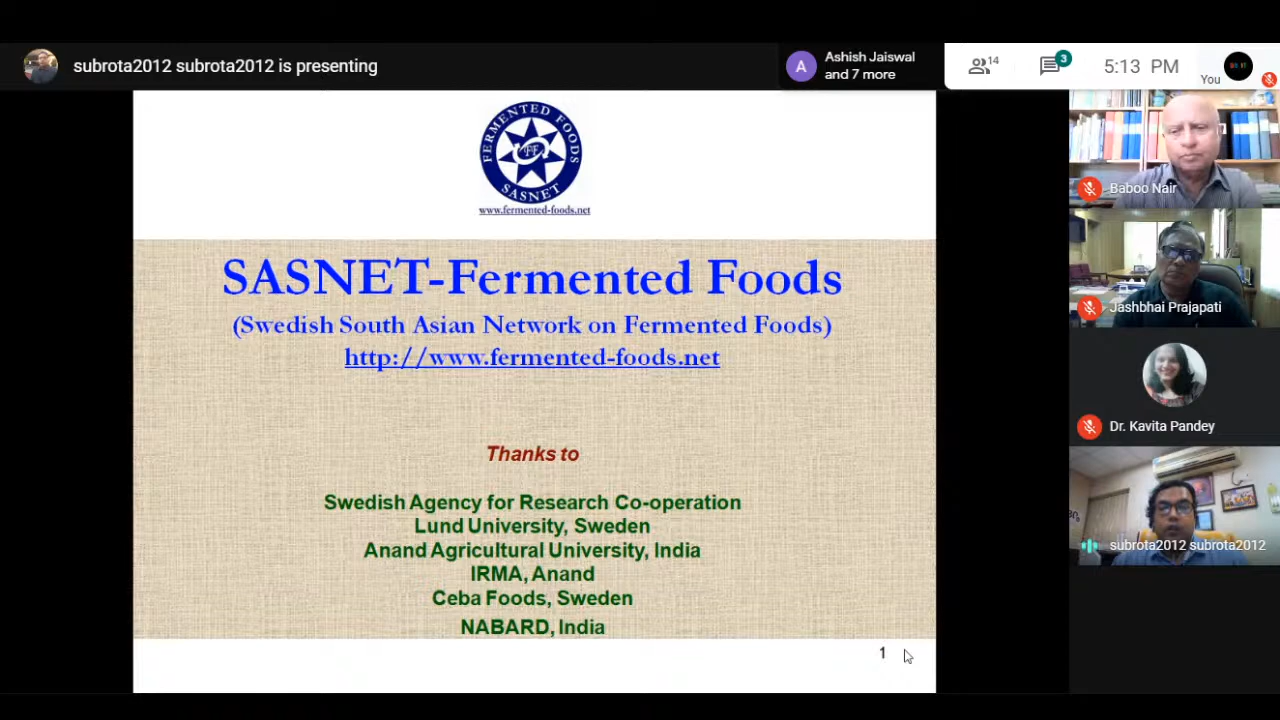 subrota2012 subrota2012 is presenting
A
Ashish Jaiswal
and 7 more
14
3
5:13 PM
You
FERMENTED FOODS
SASNET
www.fermented-foods.net
SASNET-Fermented Foods
(Swedish South Asian Network on Fermented Foods)
http://www.fermented-foods.net
Thanks to
Swedish Agency for Research Co-operation
Lund University, Sweden
Anand Agricultural University, India
IRMA, Anand
Ceba Foods, Sweden
NABARD, India
1
Baboo Nair
Jashbhai Prajapati
Dr. Kavita Pandey
subrota2012 subrota2012